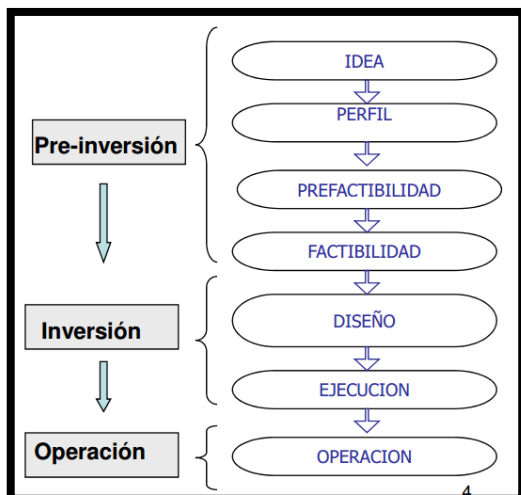 IDEA
PERFIL
Pre-inversión
PREFACTIBILIDAD
FACTIBILIDAD
DISEÑO
Inversión
EJECUCION
Operación
OPERACION
4